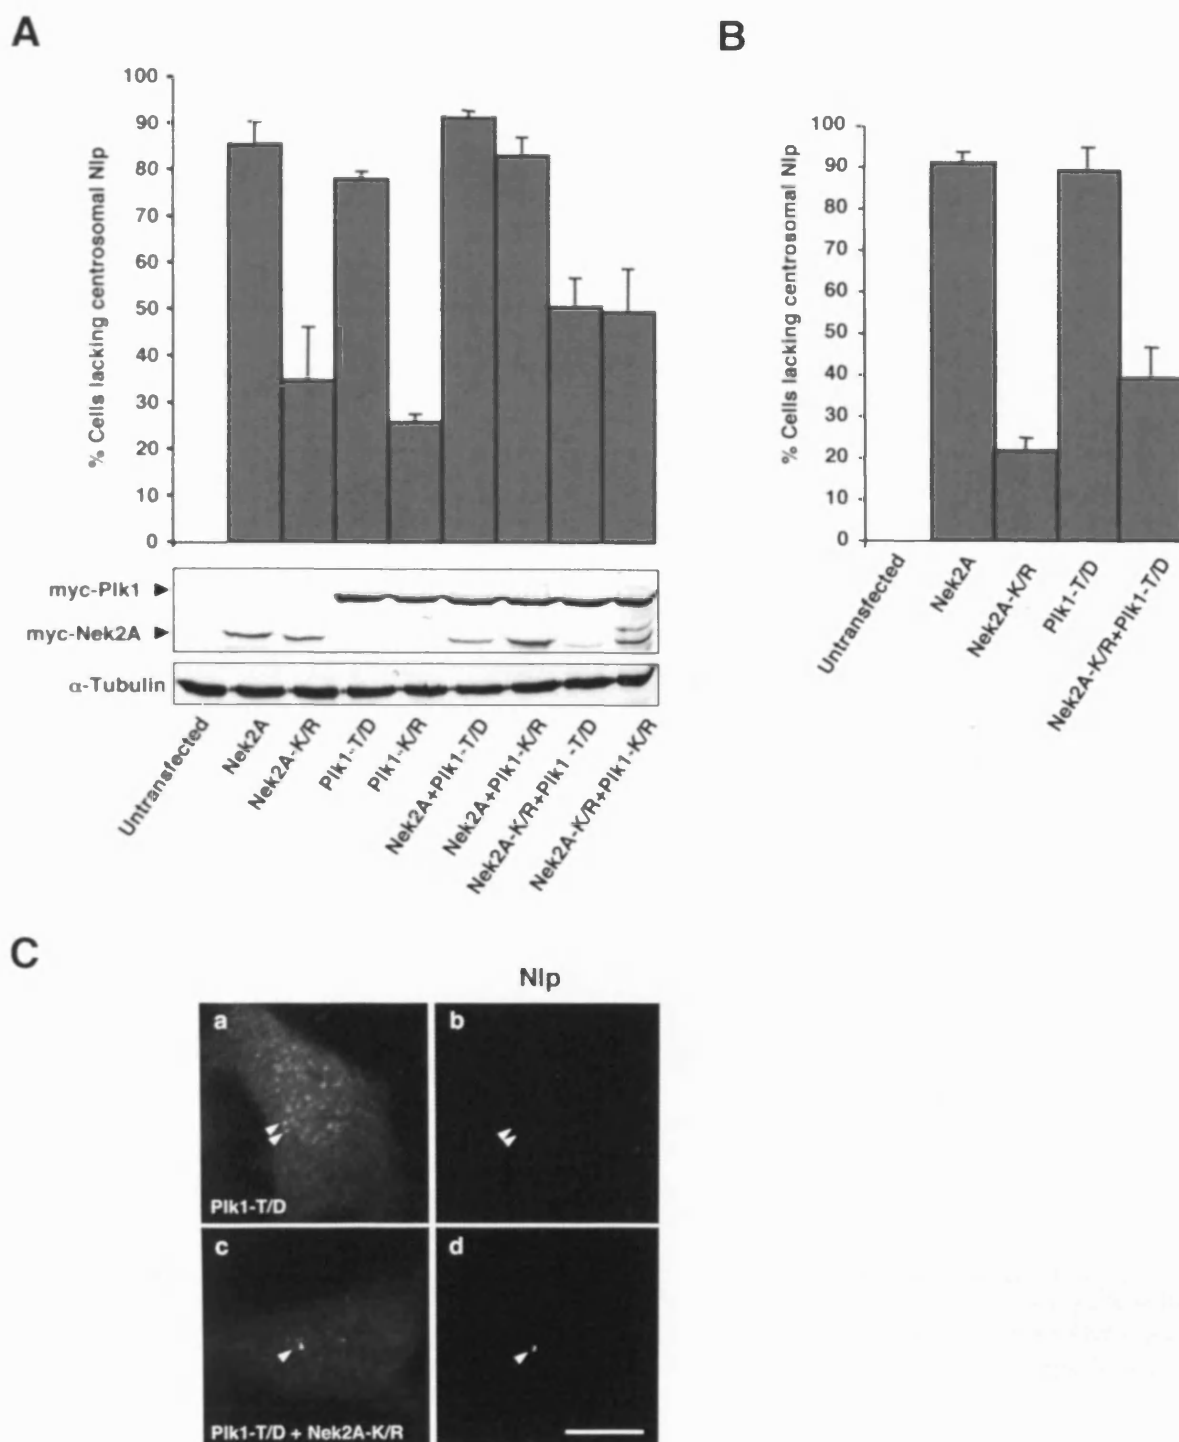 A
B
% Cells lacking centrosomal Nlp
100
90
80
70
60
50
40
30
20
10
0
myc-Plk1
myc-Nek2A
α-Tubulin
Untransfected
Nek2A
Nek2A-K/R
Plk1-T/D
Plk1-K/R
Nek2A+Plk1-T/D
Nek2A+Plk1-K/R
Nek2A-K/R+Plk1-T/D
Nek2A-K/R+Plk1-K/R
% Cells lacking centrosomal Nlp
100
90
80
70
60
50
40
30
20
10
0
Untransfected
Nek2A
Nek2A-K/R
Plk1-T/D
Nek2A-K/R+Plk1-T/D
C
Nlp
a
b
Plk1-T/D
c
d
Plk1-T/D + Nek2A-K/R